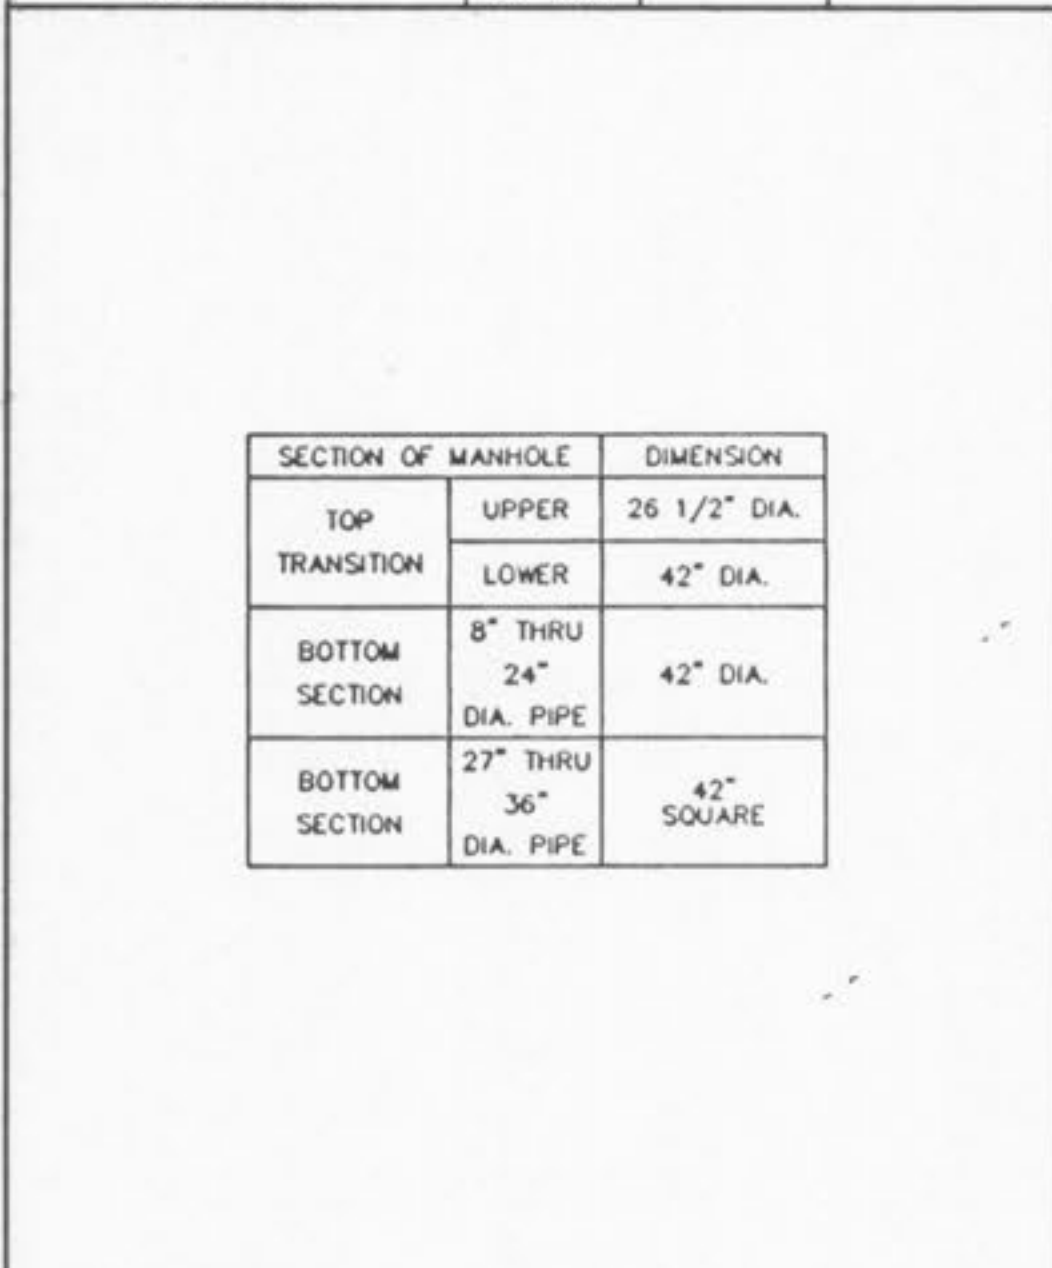 SECTION OF MANHOLE DIMENSION
TOP
TRANSITION
UPPER 26 1/2" DIA.
LOWER 42" DIA.
BOTTOM
SECTION
8" THRU
24"
DIA. PIPE
42" DIA.
BOTTOM
SECTION
27" THRU
36"
DIA. PIPE
42"
SQUARE